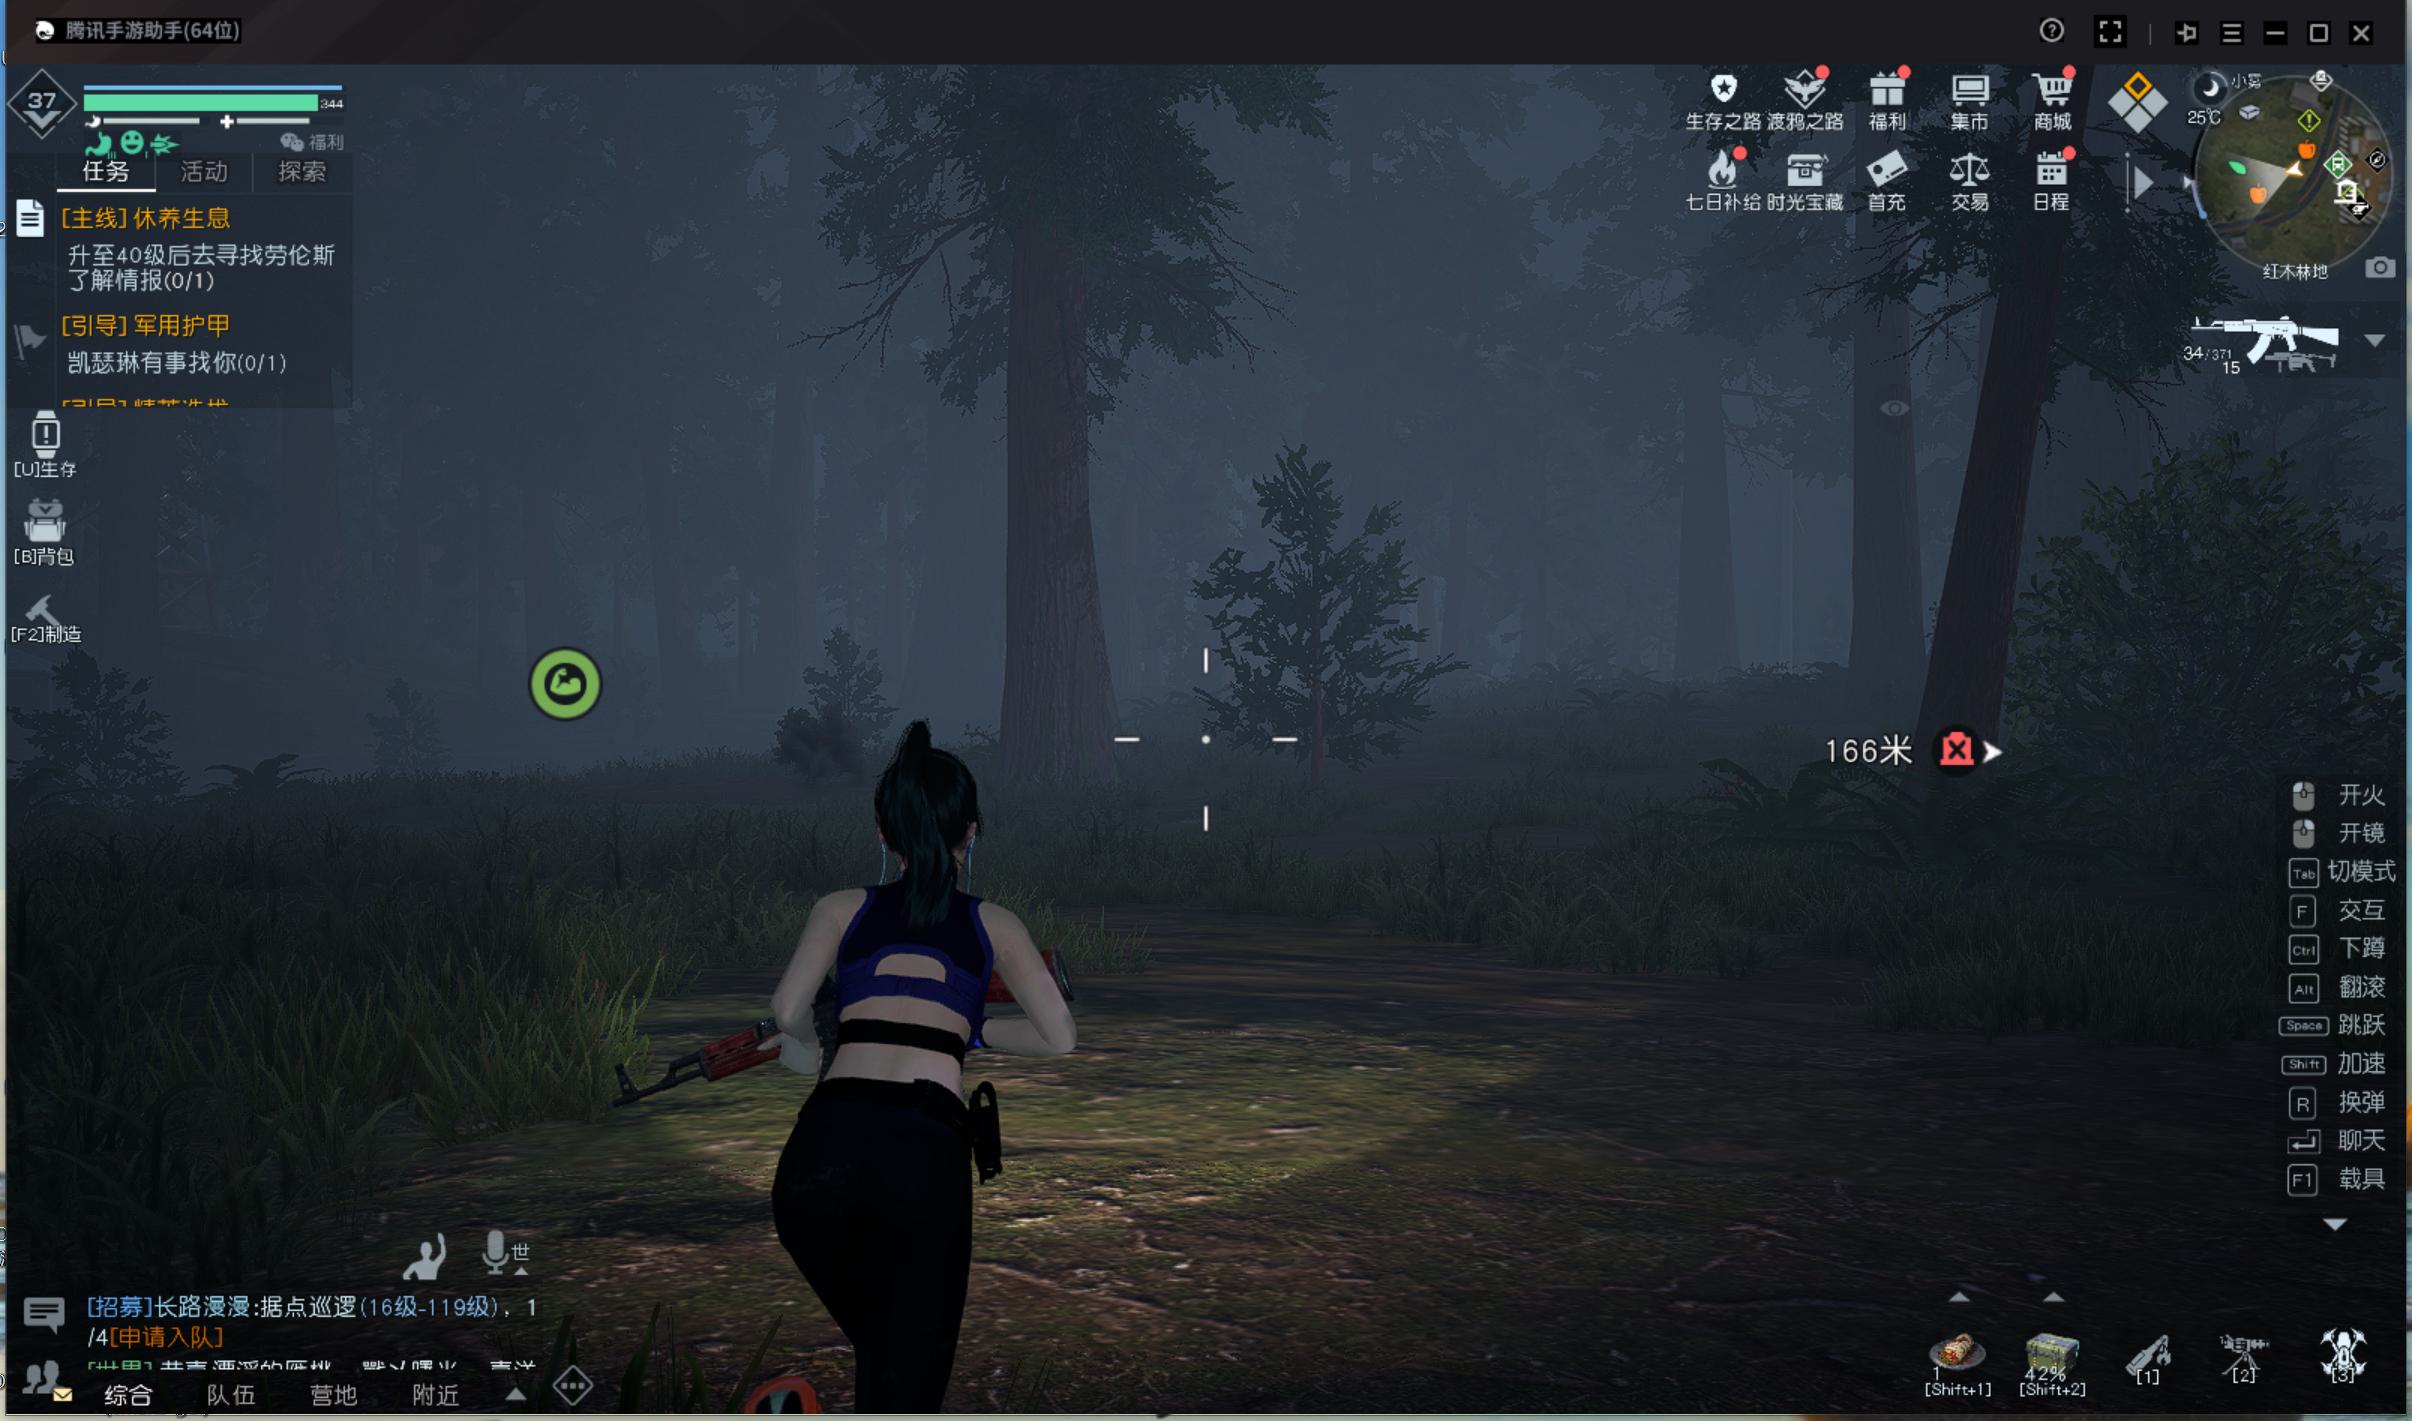 腾讯手游助手(64位)
37
344
福利
任务
活动
探索
[主线] 休养生息
升至40级后去寻找劳伦斯
了解情报(0/1)
[引导] 军用护甲
凯瑟琳有事找你(0/1)
[U]生存
[B]背包
[F2]制造
生存之路
渡鸦之路
福利
集市
商城
七日补给
时光宝藏
首充
交易
日程
小雾
25℃
红木林地
34/371
15
166米
开火
开镜
Tab 切模式
F 交互
Ctrl 下蹲
Alt 翻滚
Space 跳跃
Shift 加速
R 换弹
聊天
F1 载具
世
[招募]长路漫漫:据点巡逻(16级-119级)，1
/4[申请入队]
综合
队伍
营地
附近
1
[Shift+1]
42%
[Shift+2]
[1]
[2]
[3]